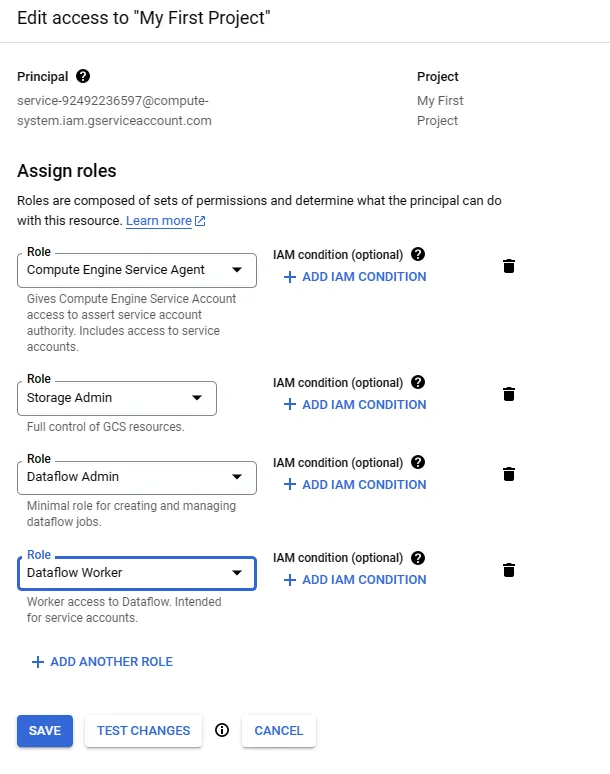 Edit access to "My First Project"
Principal
Project
service-92492236597@compute-
system.iam.gserviceaccount.com
My First
Project
Assign roles
Roles are composed of sets of permissions and determine what the principal can do
with this resource. Learn more
Role
Compute Engine Service Agent
IAM condition (optional)
ADD IAM CONDITION
Gives Compute Engine Service Account
access to assert service account
authority. Includes access to service
accounts.
Role
Storage Admin
IAM condition (optional)
ADD IAM CONDITION
Full control of GCS resources.
Role
Dataflow Admin
IAM condition (optional)
ADD IAM CONDITION
Minimal role for creating and managing
dataflow jobs.
Role
Dataflow Worker
IAM condition (optional)
ADD IAM CONDITION
Worker access to Dataflow. Intended
for service accounts.
ADD ANOTHER ROLE
SAVE
TEST CHANGES
CANCEL